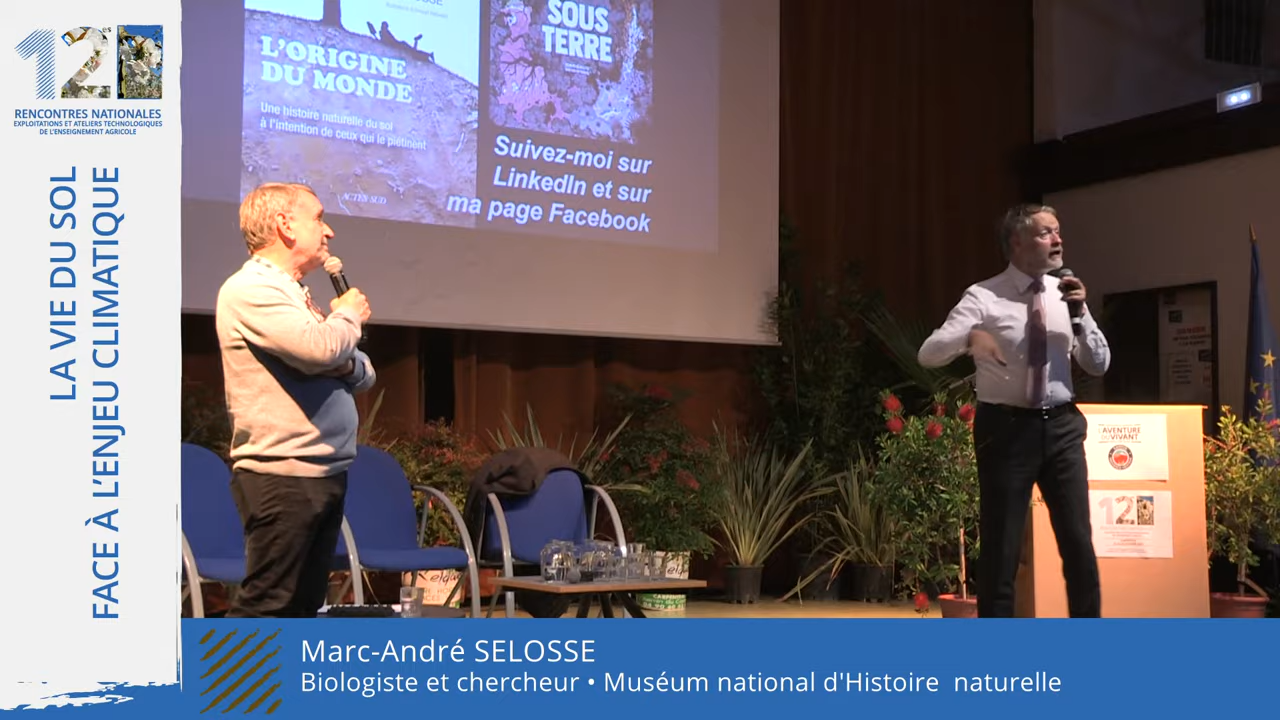 12es
RENCONTRES NATIONALES
EXPLOITATIONS ET ATELIERS TECHNOLOGIQUES
DE L'ENSEIGNEMENT AGRICOLE
LA VIE DU SOL
FACE À L'ENJEU CLIMATIQUE
L'ORIGINE
DU MONDE
Une histoire naturelle du sol
à l'intention de ceux qui le piétinent
ACTES SUD
SOUS
TERRE
Suivez-moi sur
LinkedIn et sur
ma page Facebook
L'AVENTURE
DU VIVANT
12
Marc-André SELOSSE
Biologiste et chercheur • Muséum national d'Histoire  naturelle